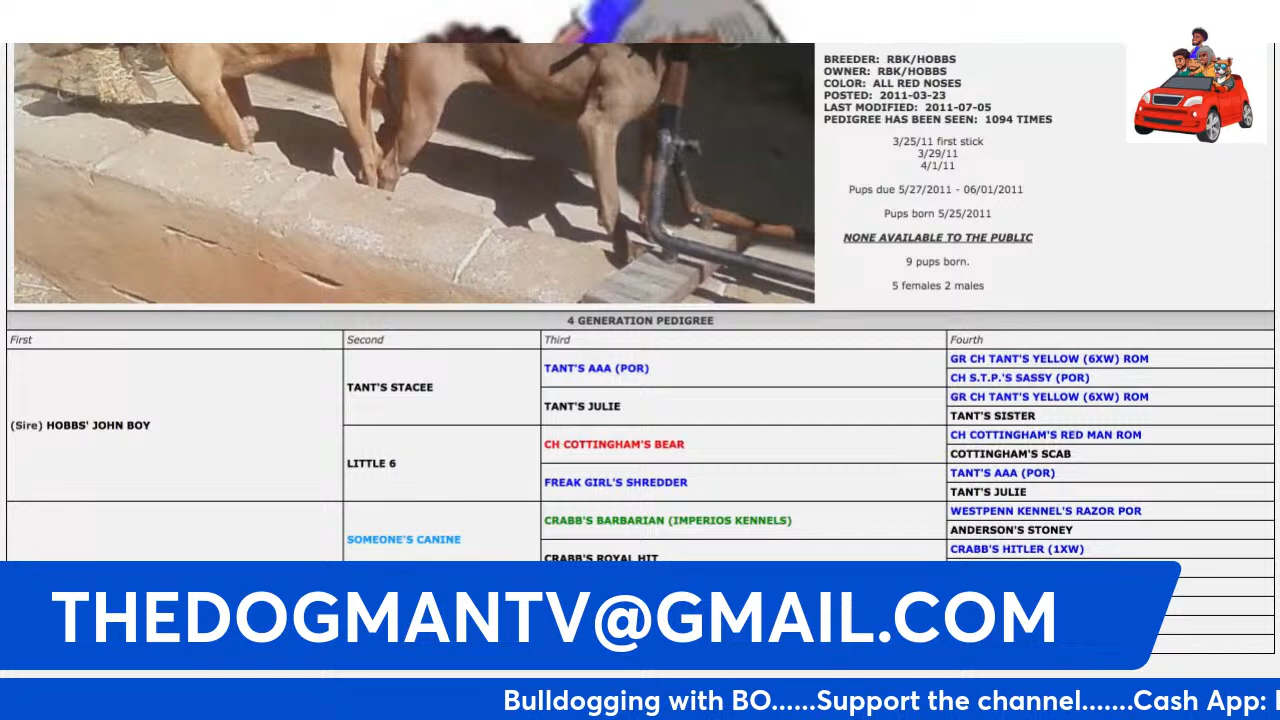 BREEDER: RBK/HOBBS
OWNER: RBK/HOBBS
COLOR: ALL RED NOSES
POSTED: 2011-03-23
LAST MODIFIED: 2011-07-05
PEDIGREE HAS BEEN SEEN: 1094 TIMES
3/25/11 first stick
3/29/11
4/1/11
Pups due 5/27/2011 - 06/01/2011
Pups born 5/25/2011
NONE AVAILABLE TO THE PUBLIC
9 pups born.
5 females 2 males
4 GENERATION PEDIGREE
First Second Third Fourth
(Sire) HOBBS' JOHN BOY
TANT'S STACEE
LITTLE 6
SOMEONE'S CANINE
TANT'S AAA (POR)
TANT'S JULIE
CH COTTINGHAM'S BEAR
FREAK GIRL'S SHREDDER
CRABB'S BARBARIAN (IMPERIOS KENNELS)
CRABB'S ROYAL HIT
GR CH TANT'S YELLOW (6XW) ROM
CH S.T.P.'S SASSY (POR)
GR CH TANT'S YELLOW (6XW) ROM
TANT'S SISTER
CH COTTINGHAM'S RED MAN ROM
COTTINGHAM'S SCAB
TANT'S AAA (POR)
TANT'S JULIE
WESTPENN KENNEL'S RAZOR POR
ANDERSON'S STONEY
CRABB'S HITLER (1XW)
THEDOGMANTV@GMAIL.COM
Bulldogging with BO......Support the channel.......Cash App: